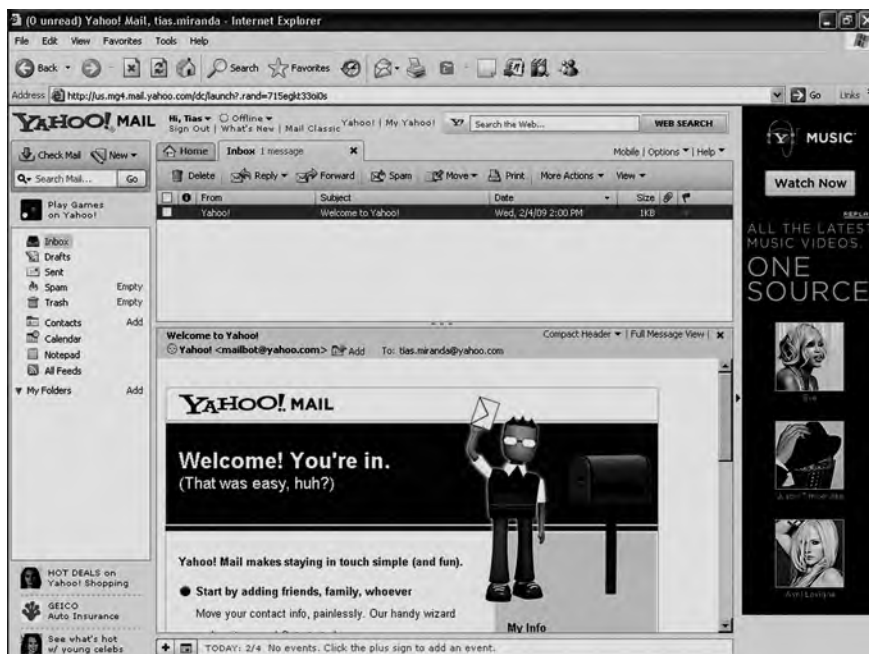 (0 unread) Yahoo! Mail, tias.miranda - Internet Explorer
File Edit View Favorites Tools Help
Back Search Favorites
Address http://us.mg4.mail.yahoo.com/dc/launch?.rand=715egkt33oi0s Go Links
YAHOO! MAIL Hi, Tias Offline
Sign Out | What's New | Mail Classic Yahoo! | My Yahoo! Search the Web... WEB SEARCH
Check Mail New Home Inbox 1 message Mobile | Options | Help
Search Mail... Go Delete Reply Forward Spam Move Print More Actions View
From Subject Date Size
Yahoo! Welcome to Yahoo! Wed, 2/4/09 2:00 PM 1KB
Play Games
on Yahoo!
Inbox
Drafts
Sent
Spam Empty
Trash Empty
Contacts Add
Calendar
Notepad
All Feeds
My Folders Add
HOT DEALS on
Yahoo! Shopping
GEICO
Auto Insurance
See what's hot
w/ young celebs
Welcome to Yahoo! Compact Header | Full Message View |
Yahoo! <mailbot@yahoo.com> Add To: tias.miranda@yahoo.com
YAHOO! MAIL
Welcome! You're in.
(That was easy, huh?)
Yahoo! Mail makes staying in touch simple (and fun).
Start by adding friends, family, whoever
Move your contact info, painlessly. Our handy wizard
My Info
TODAY: 2/4 No events. Click the plus sign to add an event.
Y! MUSIC
Watch Now
REPLAY
ALL THE LATEST
MUSIC VIDEOS.
ONE
SOURCE
Eve
Avril Lavigne